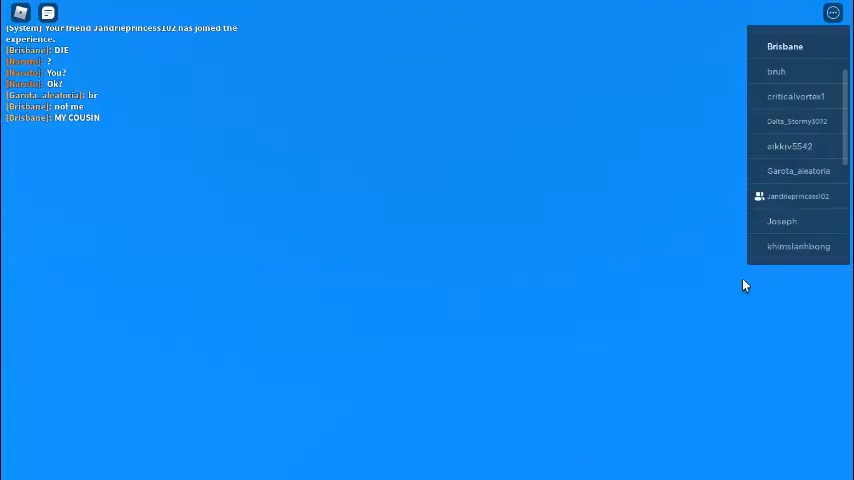 (System) Your friend Jandrieprincess102 has joined the
experience.
[Brisbane]: DIE
[Naruto]: ?
[Naruto]: You?
[Naruto]: Ok?
[Garota_aleatoria]: br
[Brisbane]: not me
[Brisbane]: MY COUSIN
Brisbane
bruh
criticalvortex1
Delta_Stormy3072
aikkiv5542
Garota_aleatoria
Jandrieprincess102
Joseph
khimslanhbong